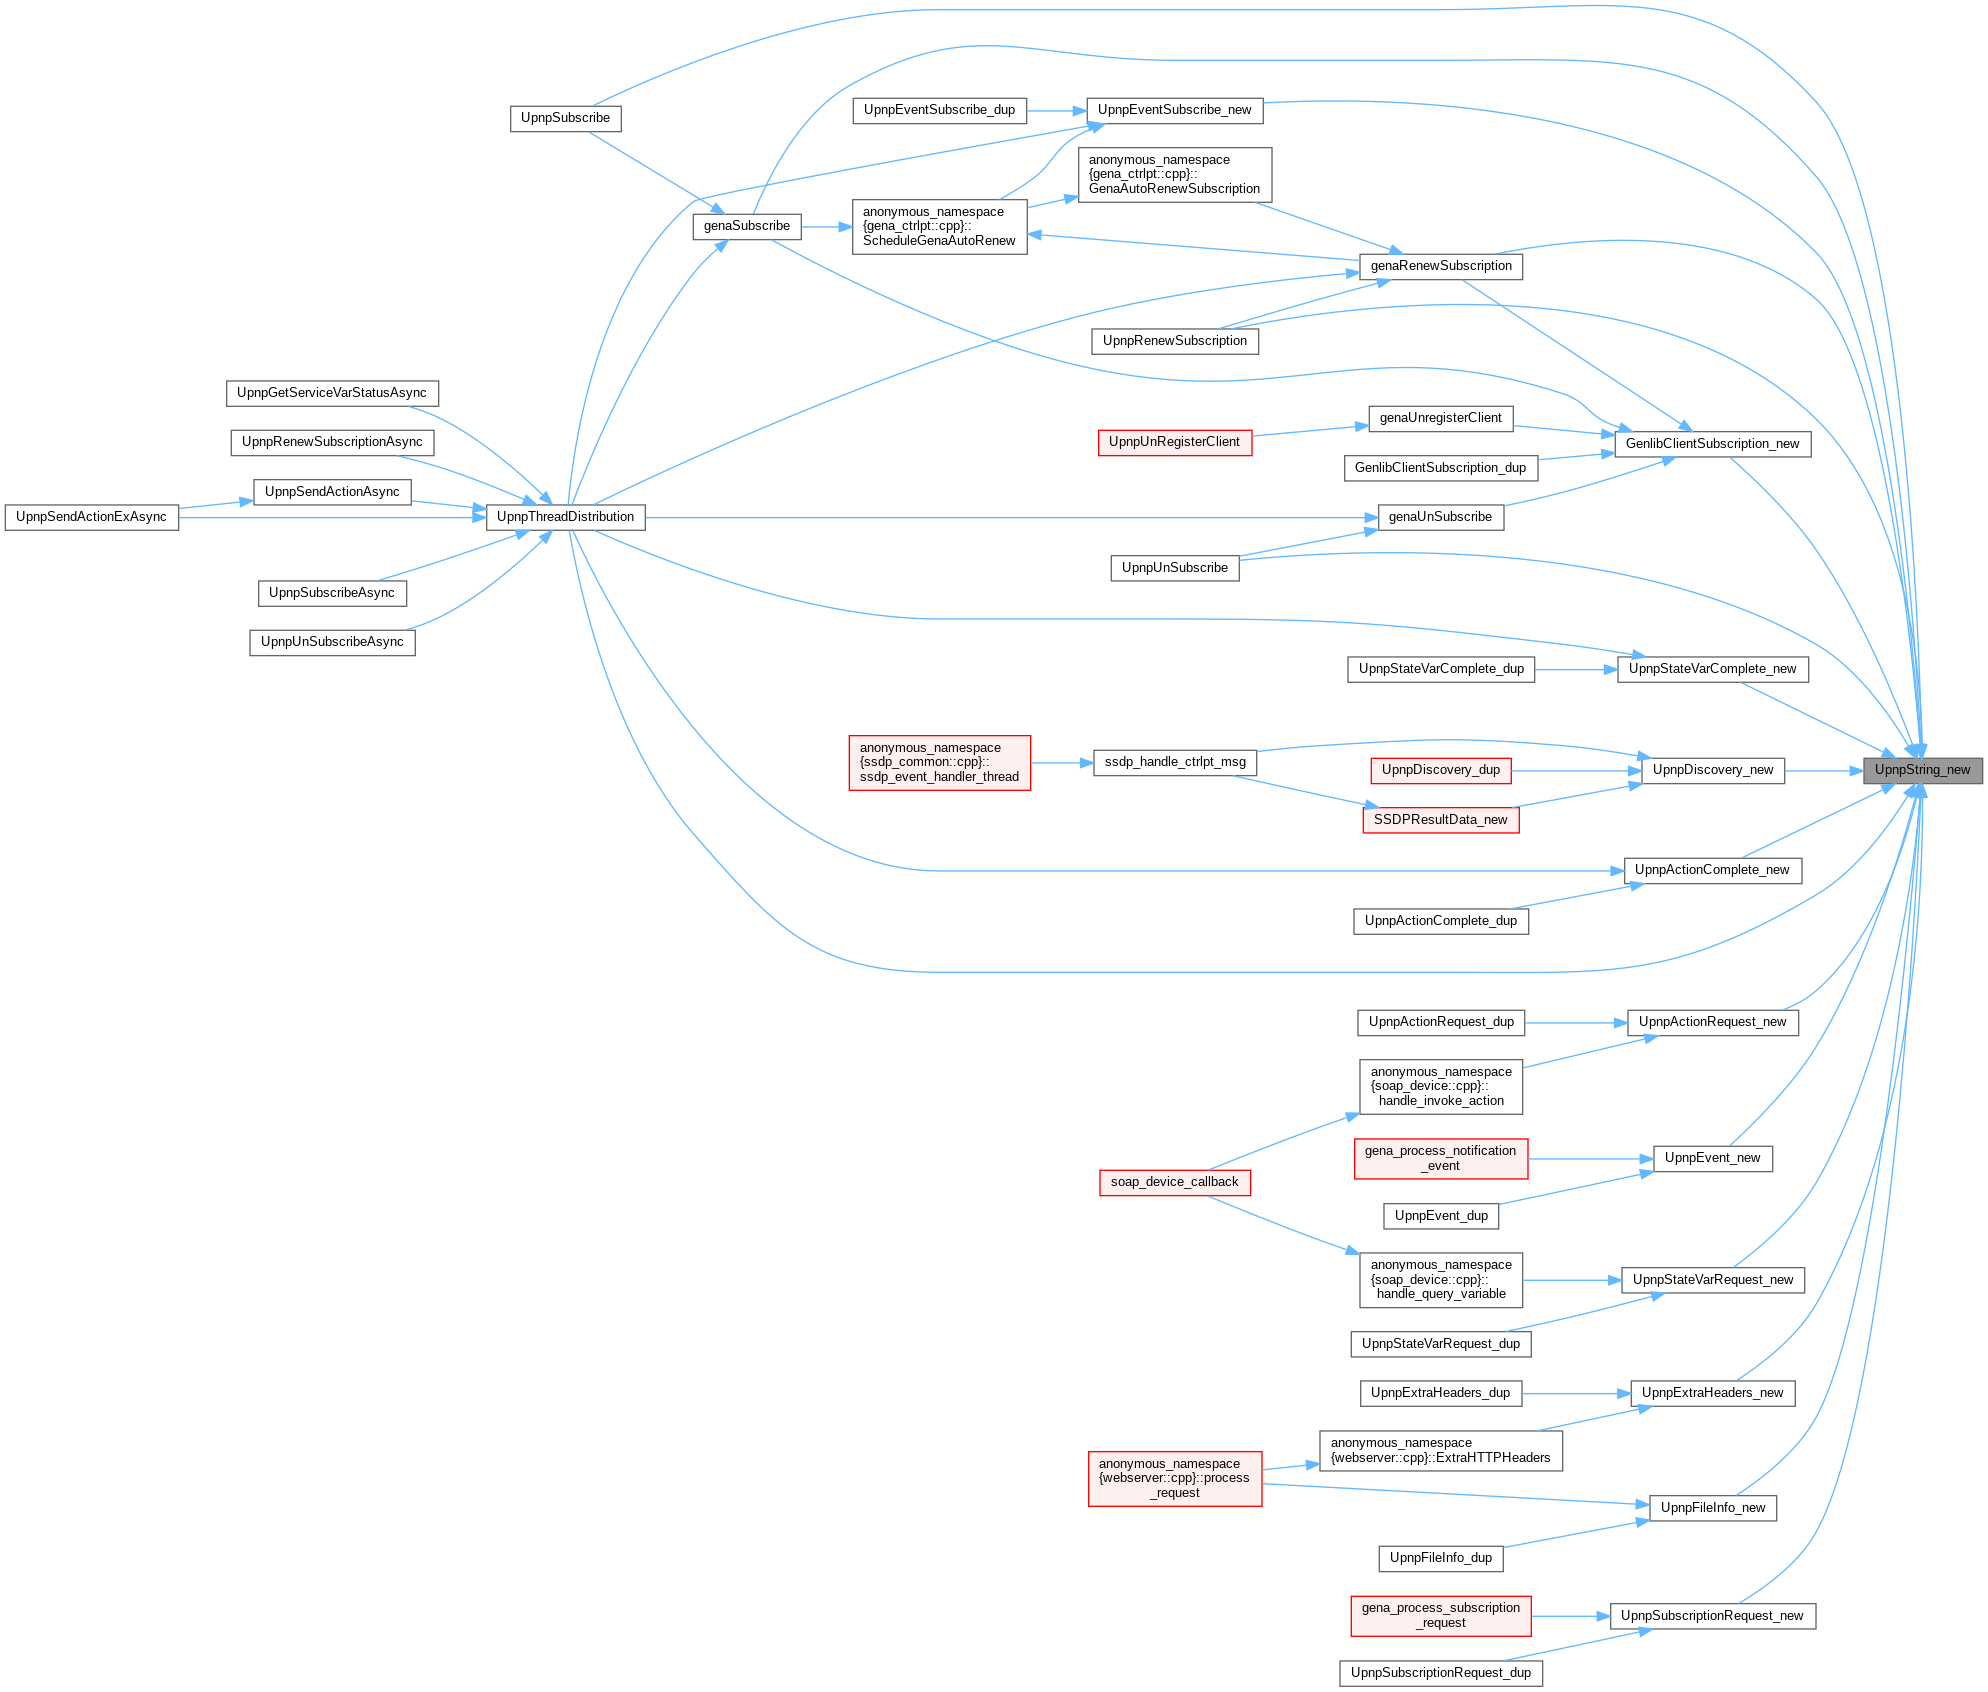 UpnpSubscribe
UpnpEventSubscribe_dup
UpnpEventSubscribe_new
anonymous_namespace
{gena_ctrlpt::cpp}::
GenaAutoRenewSubscription
genaSubscribe
anonymous_namespace
{gena_ctrlpt::cpp}::
ScheduleGenaAutoRenew
genaRenewSubscription
UpnpRenewSubscription
UpnpGetServiceVarStatusAsync
UpnpRenewSubscriptionAsync
UpnpSendActionAsync
UpnpSendActionExAsync
UpnpThreadDistribution
UpnpSubscribeAsync
UpnpUnSubscribeAsync
genaUnregisterClient
UpnpUnRegisterClient
GenlibClientSubscription_new
GenlibClientSubscription_dup
genaUnSubscribe
UpnpUnSubscribe
UpnpStateVarComplete_dup
UpnpStateVarComplete_new
anonymous_namespace
{ssdp_common::cpp}::
ssdp_event_handler_thread
ssdp_handle_ctrlpt_msg
UpnpDiscovery_dup
UpnpDiscovery_new
UpnpString_new
SSDPResultData_new
UpnpActionComplete_new
UpnpActionComplete_dup
UpnpActionRequest_dup
UpnpActionRequest_new
anonymous_namespace
{soap_device::cpp}::
handle_invoke_action
gena_process_notification
_event
UpnpEvent_new
soap_device_callback
UpnpEvent_dup
anonymous_namespace
{soap_device::cpp}::
handle_query_variable
UpnpStateVarRequest_new
UpnpStateVarRequest_dup
UpnpExtraHeaders_dup
UpnpExtraHeaders_new
anonymous_namespace
{webserver::cpp}::ExtraHTTPHeaders
anonymous_namespace
{webserver::cpp}::process
_request
UpnpFileInfo_new
UpnpFileInfo_dup
gena_process_subscription
_request
UpnpSubscriptionRequest_new
UpnpSubscriptionRequest_dup